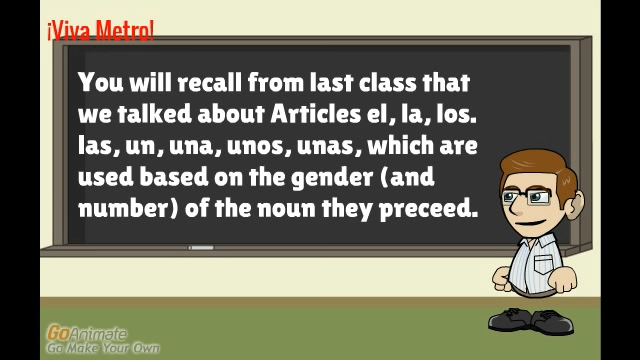 ¡Viva Metro!
You will recall from last class that
we talked about Articles el, la, los.
las, un, una, unos, unas, which are
used based on the gender (and
number) of the noun they preceed.
GoAnimate
Go Make Your Own